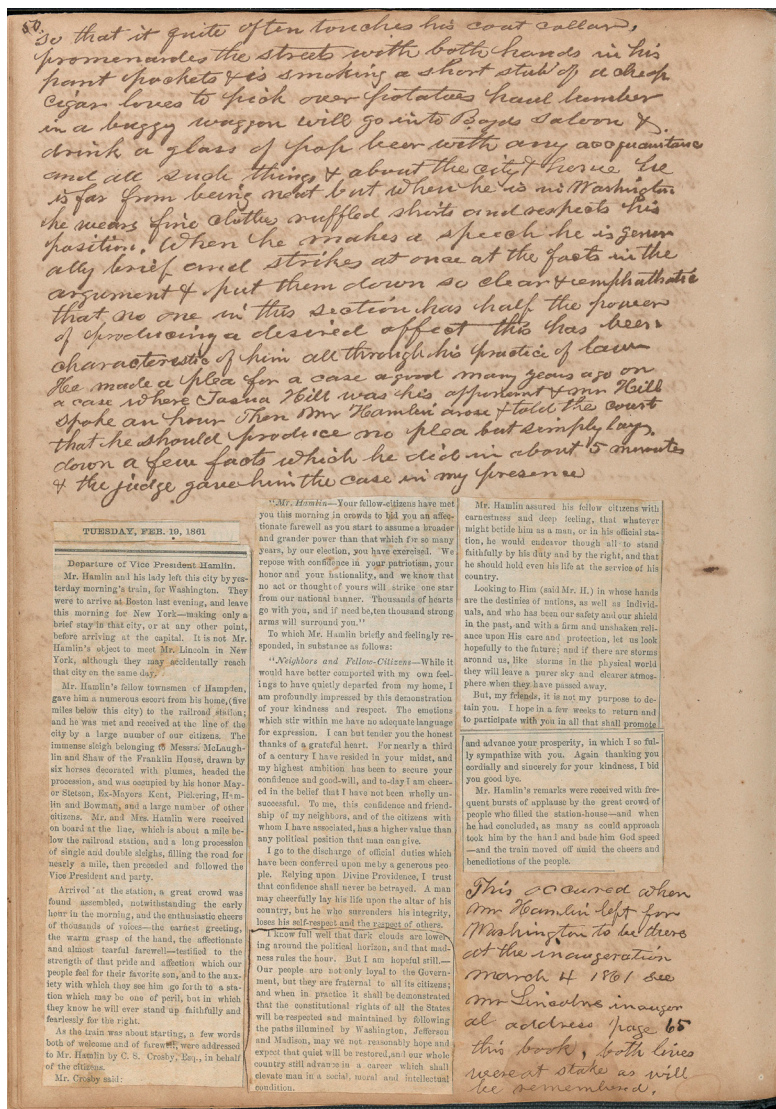 50.
so that it quite often touches his coat collar,
promenardes the streets with both hands in his
pant pockets & is smoking a short stub of a cheap
cigar loves to pick over potatoes haul lumber
in a buggy waggon will go into Boyds Saloon &
drink a glass of pop beer with any accquaintance
and all such things & about the city & home he
is far from being neat but when he is in Washington
he wears fine clothes ruffled shirts and respects his
position. When he makes a speech he is gener
ally brief and strikes at once at the facts in the
argument & put them down so clear & emphathatic
that no one in this section has half the power
of producing a desired affect this has been
characteristic of him all through his practice of law
He made a plea for a case a good many years ago on
a case where Jasua Hill was his opponent & mr Hill
spoke an hour Then Mr Hamlin arose & told the court
that he should produce no plea but simply lays
down a few facts which he did in about 5 minutes
& the judge gave him the case in my presence
TUESDAY, FEB. 19, 1861
Departure of Vice President Hamlin.
Mr. Hamlin and his lady left this city by yes-
terday morning's train, for Washington. They
were to arrive at Boston last evening, and leave
this morning for New York—making only a
brief stay in that city, or at any other point,
before arriving at the capital. It is not Mr.
Hamlin's object to meet Mr. Lincoln in New
York, although they may accidentally reach
that city on the same day.
Mr. Hamlin's fellow townsmen of Hampden,
gave him a numerous escort from his home, (five
miles below this city) to the railroad station;
and he was met and received at the line of the
city by a large number of our citizens. The
immense sleigh belonging to Messrs. McLaugh-
lin and Shaw of the Franklin House, drawn by
six horses decorated with plumes, headed the
procession, and was occupied by his honor May-
or Stetson, Ex-Mayors Kent, Pickering, Ham-
lin and Bowman, and a large number of other
citizens. Mr. and Mrs. Hamlin were received
on board at the line, which is about a mile be-
low the railroad station, and a long procession
of single and double sleighs, filling the road for
nearly a mile, then preceded and followed the
Vice President and party.
Arrived at the station, a great crowd was
found assembled, notwithstanding the early
hour in the morning, and the enthusiastic cheers
of thousands of voices—the earnest greeting,
the warm grasp of the hand, the affectionate
and almost tearful farewell—testified to the
strength of that pride and affection which our
people feel for their favorite son, and to the anx-
iety with which they see him go forth to a sta-
tion which may be one of peril, but in which
they know he will ever stand up faithfully and
fearlessly for the right.
As the train was about starting, a few words
both of welcome and of farewell, were addressed
to Mr. Hamlin by C. S. Crosby, Esq., in behalf
of the citizens.
Mr. Crosby said:
"Mr. Hamlin—Your fellow-citizens have met
you this morning in crowds to bid you an affec-
tionate farewell as you start to assume a broader
and grander power than that which for so many
years, by our election, you have exercised. We
repose with confidence in your patriotism, your
honor and your nationality, and we know that
no act or thought of yours will strike one star
from our national banner. Thousands of hearts
go with you, and if need be, ten thousand strong
arms will surround you."
To which Mr. Hamlin briefly and feelingly re-
sponded, in substance as follows:
"Neighbors and Fellow-Citizens—While it
would have better comported with my own feel-
ings to have quietly departed from my home, I
am profoundly impressed by this demonstration
of your kindness and respect. The emotions
which stir within me have no adequate language
for expression. I can but tender you the honest
thanks of a grateful heart. For nearly a third
of a century I have resided in your midst, and
my highest ambition has been to secure your
confidence and good-will, and to-day I am cheer-
ed in the belief that I have not been wholly un-
successful. To me, this confidence and friend-
ship of my neighbors, and of the citizens with
whom I have associated, has a higher value than
any political position that man can give.
I go to the discharge of official duties which
have been conferred upon me by a generous peo-
ple. Relying upon Divine Providence, I trust
that confidence shall never be betrayed. A man
may cheerfully lay his life upon the altar of his
country, but he who surrenders his integrity,
loses his self-respect and the respect of others.
I know full well that dark clouds are lower-
ing around the political horizon, and that mad-
ness rules the hour. But I am hopeful still.—
Our people are not only loyal to the Govern-
ment, but they are fraternal to all its citizens;
and when in practice it shall be demonstrated
that the constitutional rights of all the States
will be respected and maintained by following
the paths illumined by Washington, Jefferson
and Madison, may we not reasonably hope and
expect that quiet will be restored, and our whole
country still advance in a career which shall
elevate man in a social, moral and intellectual
condition.
Mr. Hamlin assured his fellow citizens with
earnestness and deep feeling, that whatever
might betide him as a man, or in his official sta-
tion, he would endeavor though all to stand
faithfully by his duty and by the right, and that
he should hold even his life at the service of his
country.
Looking to Him (said Mr. H.) in whose hands
are the destinies of nations, as well as individ-
uals, and who has been our safety and our shield
in the past, and with a firm and unshaken reli-
ance upon His care and protection, let us look
hopefully to the future; and if there are storms
around us, like storms in the physical world
they will leave a purer sky and clearer atmos-
phere when they have passed away.
But, my friends, it is not my purpose to de-
tain you. I hope in a few weeks to return and
to participate with you in all that shall promote
and advance your prosperity, in which I so ful-
ly sympathize with you. Again thanking you
cordially and sincerely for your kindness, I bid
you good bye.
Mr. Hamlin's remarks were received with fre-
quent bursts of applause by the great crowd of
people who filled the station-house—and when
he had concluded, as many as could approach
took him by the hand and bade him God speed
—and the train moved off amid the cheers and
benedictions of the people.
This occured when
Mr Hamlin left for
Washington to be there
at the inaugeration
march 4 1861 see
Mr Lincolns inauger
al address page 65
this book, both lives
were at stake as will
be remembered.